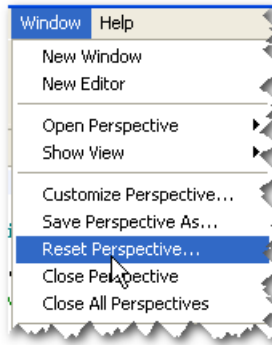 Window Help
New Window
New Editor
Open Perspective
Show View
Customize Perspective...
Save Perspective As...
Reset Perspective...
Close Perspective
Close All Perspectives